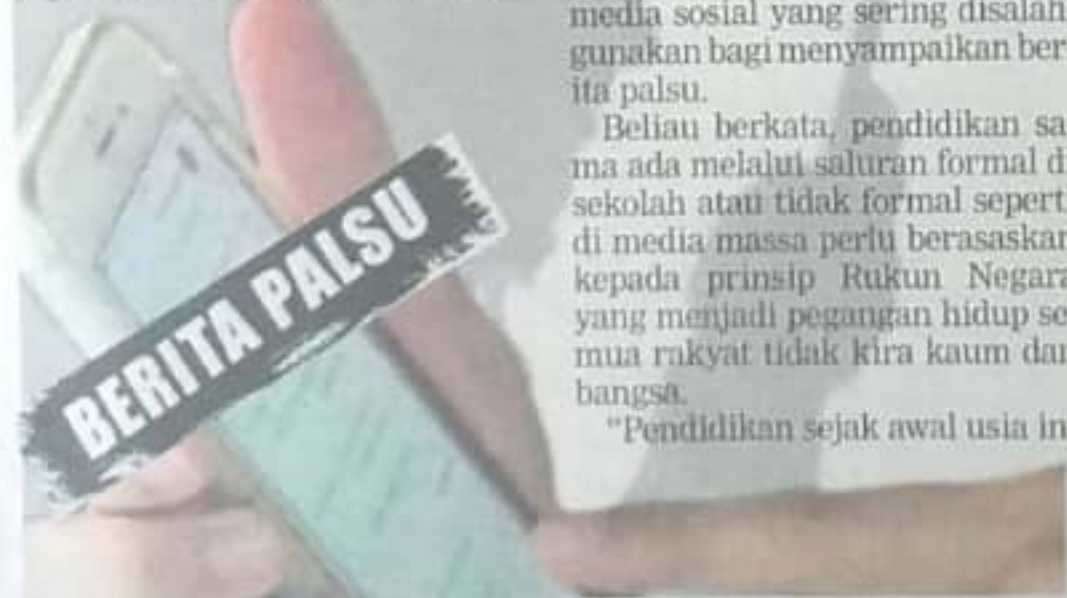 BERITA PALSU
media sosial yang sering disalah
gunakan bagi menyampaikan ber
ita palsu.
Beliau berkata, pendidikan sa
ma ada melalui saluran formal di
sekolah atau tidak formal sepert
di media massa perlu berasaskan
kepada prinsip Rukun Negara
yang menjadi pegangan hidup se
mua rakyat tidak kira kaum dan
bangsa.
"Pendidikan sejak awal usia in